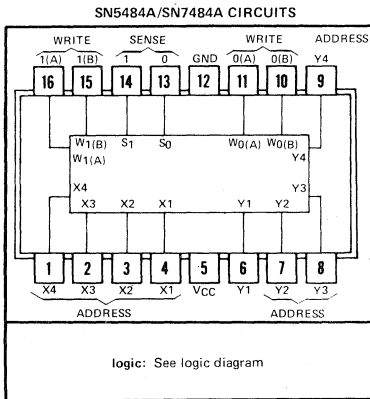 SN5484A/SN7484A CIRCUITS
WRITE SENSE WRITE ADDRESS
1(A) 1(B) 1 0 GND 0(A) 0(B) Y4
16 15 14 13 12 11 10 9
W1(B) S1 S0 W0(A) W0(B)
W1(A) Y4
X4 Y3
X3 X2 X1 Y1 Y2
1 2 3 4 5 6 7 8
X4 X3 X2 X1 VCC Y1 Y2 Y3
ADDRESS ADDRESS
logic: See logic diagram